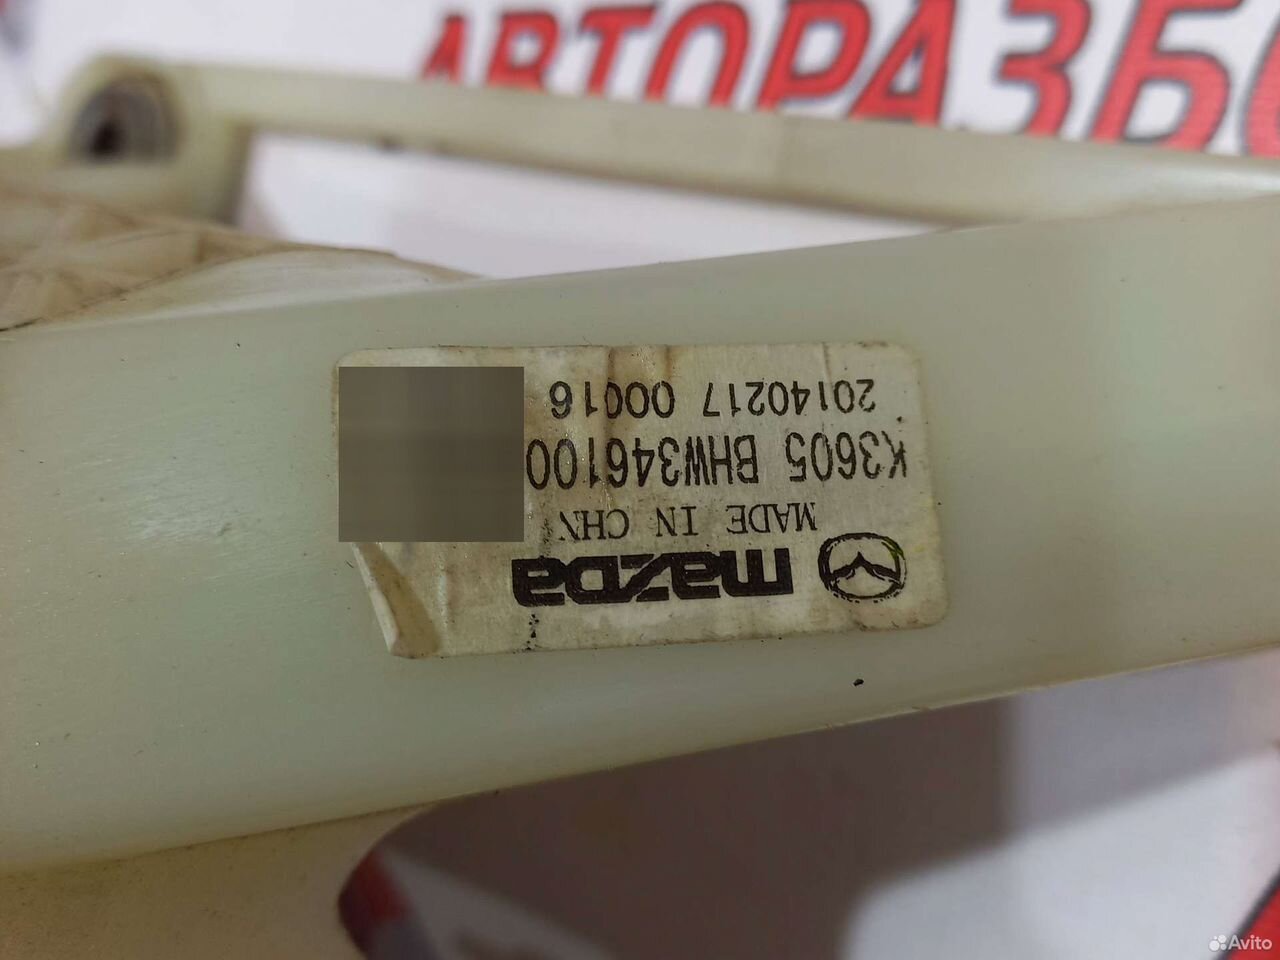 АВТОРАЗБО
mazda
MADE IN CHN
K3605 BHW346100
20140217 00016
Avito